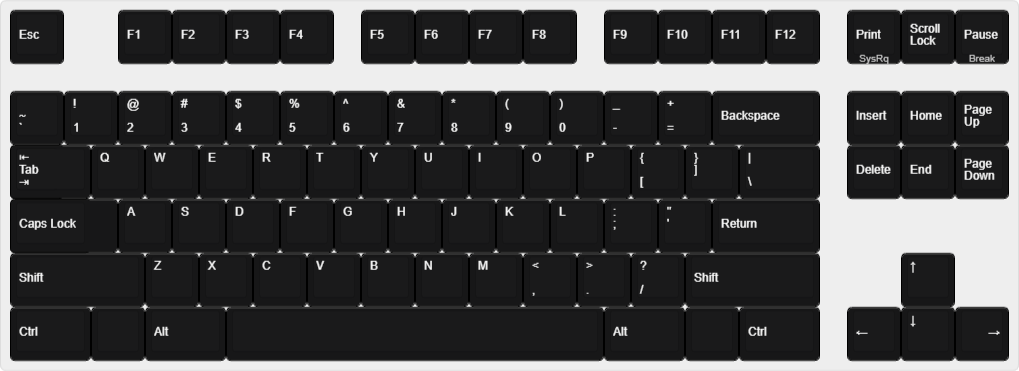 Esc F1 F2 F3 F4 F5 F6 F7 F8 F9 F10 F11 F12 Print Scroll Pause
Lock
SysRq Break
~ ! @ # $ % ^ & * ( ) _ + Backspace Insert Home Page
Up
` 1 2 3 4 5 6 7 8 9 0 - =
⇤ Q W E R T Y U I O P { } | Delete End Page
Tab Down
⇥ [ ] \
Caps Lock A S D F G H J K L : " Return
; '
Shift Z X C V B N M < > ? Shift ↑
, . /
Ctrl Alt Alt Ctrl ← ↓ →